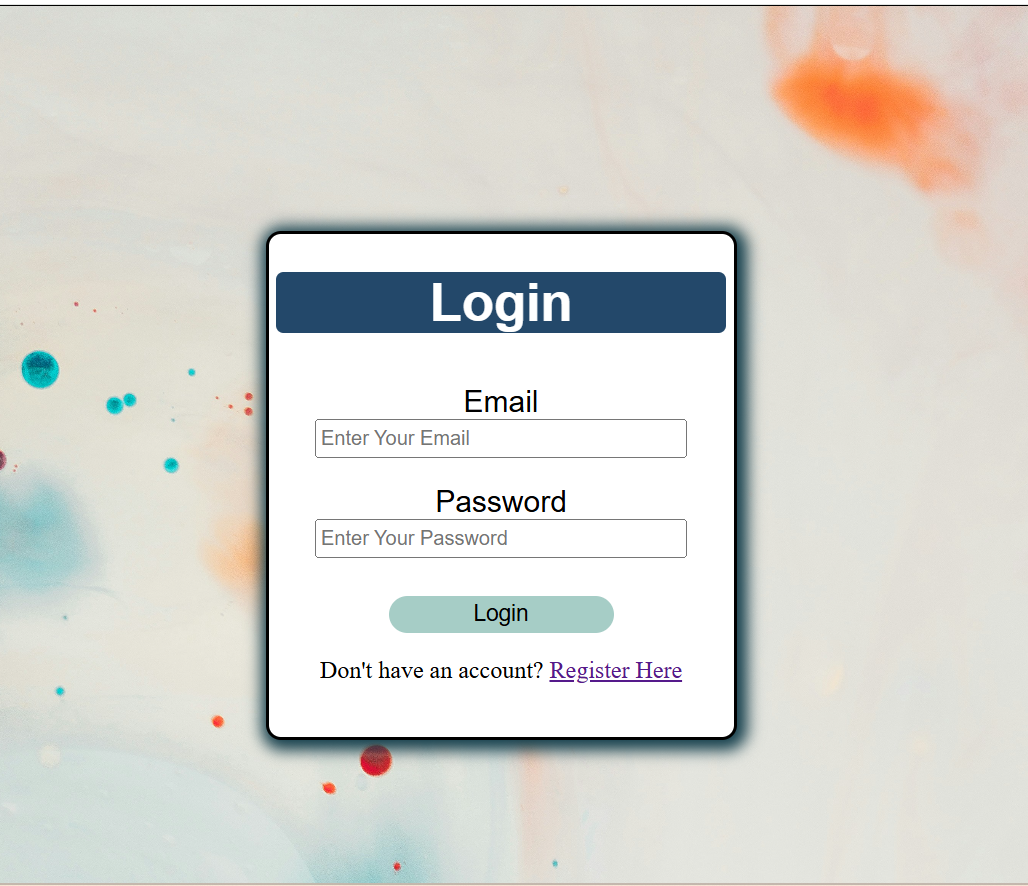 Login
Email
Enter Your Email
Password
Enter Your Password
Login
Don't have an account? Register Here